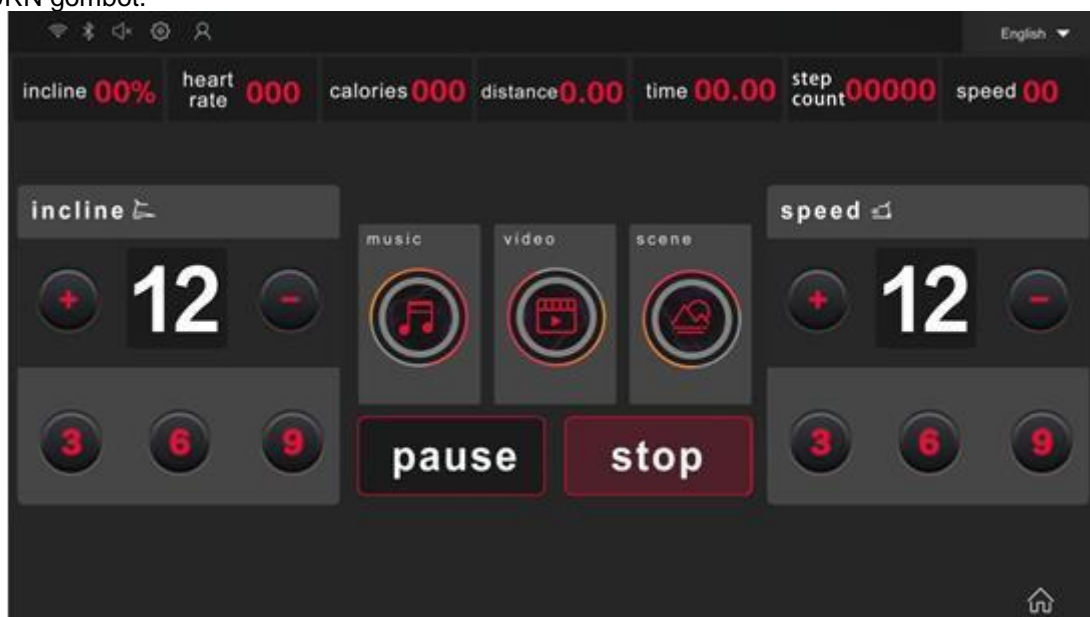 gombot.
English
incline 00% heart rate 000 calories 000 distance 0.00 time 00.00 step count 00000 speed 00
incline
speed
music video scene
+ 12 -
+ 12 -
3 6 9
3 6 9
pause stop